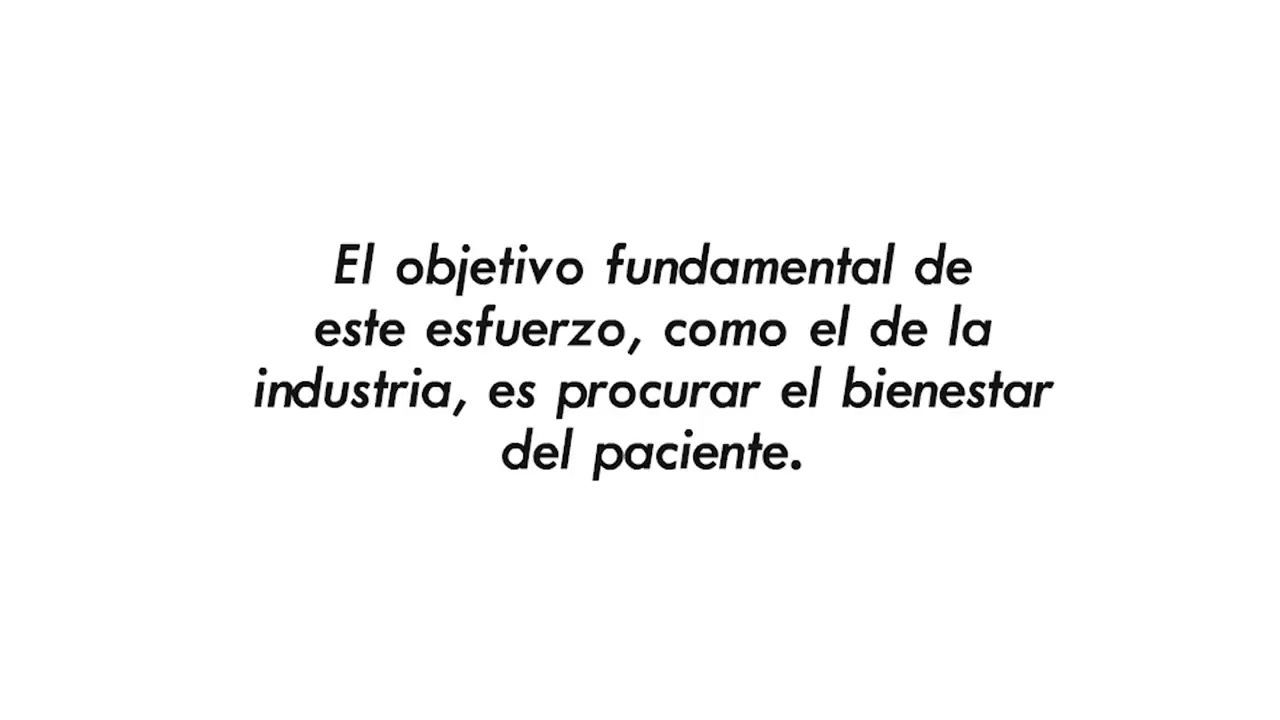 El objetivo fundamental de
este esfuerzo, como el de la
industria, es procurar el bienestar
del paciente.